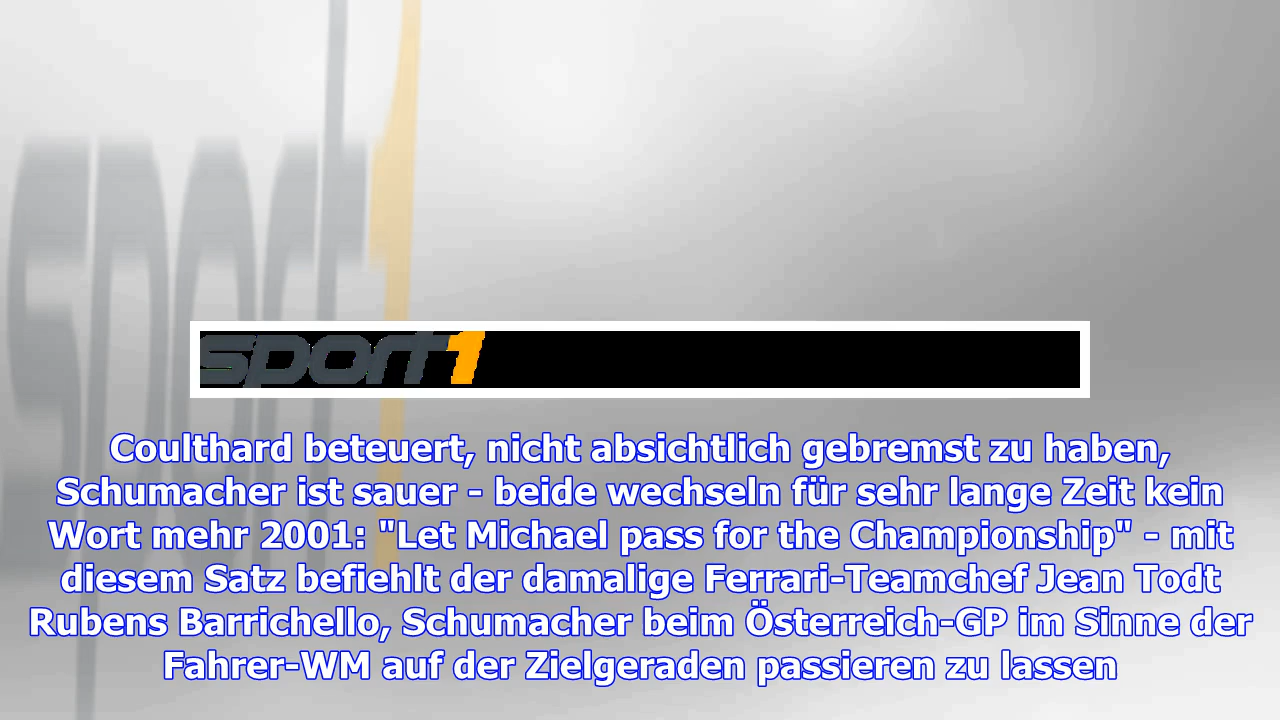 sport1
sport1
Coulthard beteuert, nicht absichtlich gebremst zu haben,
Schumacher ist sauer - beide wechseln für sehr lange Zeit kein
Wort mehr 2001: "Let Michael pass for the Championship" - mit
diesem Satz befiehlt der damalige Ferrari-Teamchef Jean Todt
Rubens Barrichello, Schumacher beim Österreich-GP im Sinne der
Fahrer-WM auf der Zielgeraden passieren zu lassen